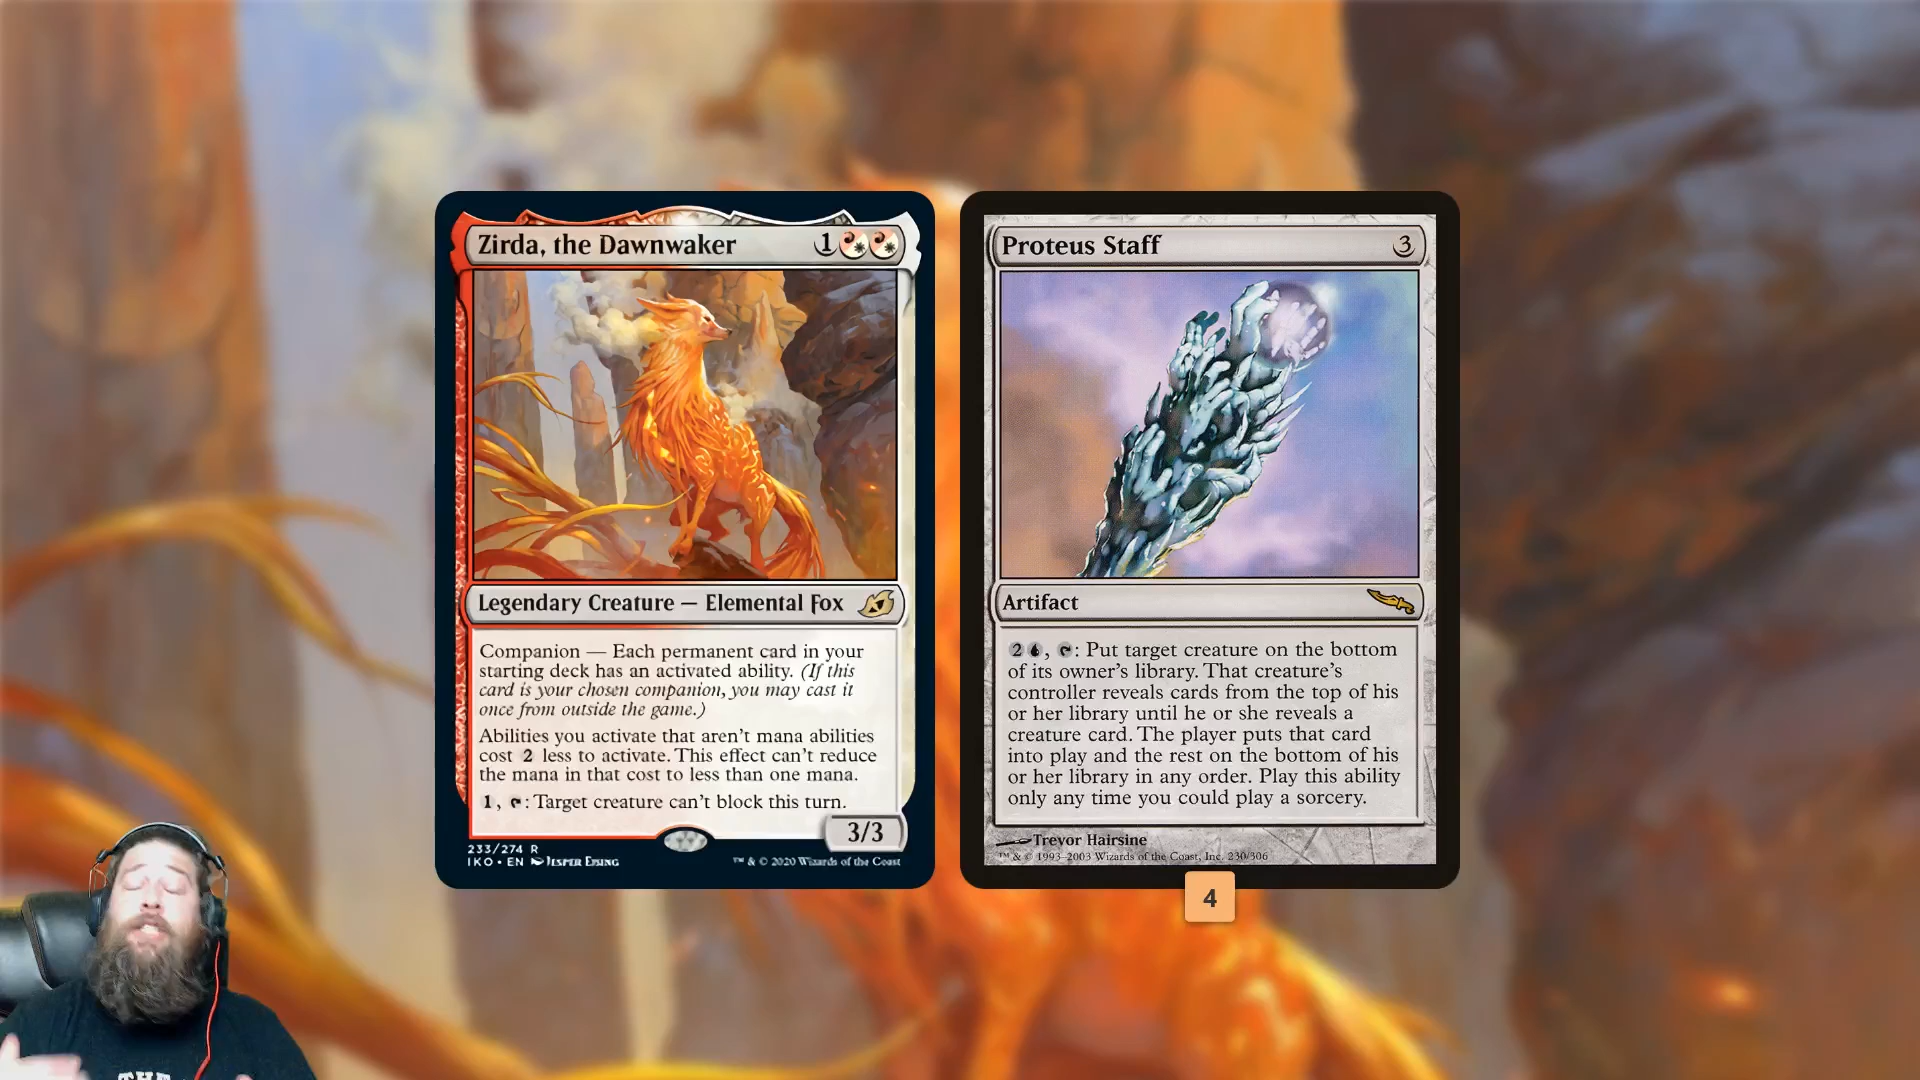 Zirda, the Dawnwaker 1
Legendary Creature — Elemental Fox
Companion — Each permanent card in your
starting deck has an activated ability. (If this
card is your chosen companion, you may cast it
once from outside the game.)
Abilities you activate that aren't mana abilities
cost 2 less to activate. This effect can't reduce
the mana in that cost to less than one mana.
1, : Target creature can't block this turn.
3/3
233/274 R
IKO • EN Jesper Ejsing
™ & © 2020 Wizards of the Coast
Proteus Staff 3
Artifact
2, : Put target creature on the bottom
of its owner's library. That creature's
controller reveals cards from the top of his
or her library until he or she reveals a
creature card. The player puts that card
into play and the rest on the bottom of his
or her library in any order. Play this ability
only any time you could play a sorcery.
Trevor Hairsine
™ & © 1993–2003 Wizards of the Coast, Inc. 230/306
4
THE